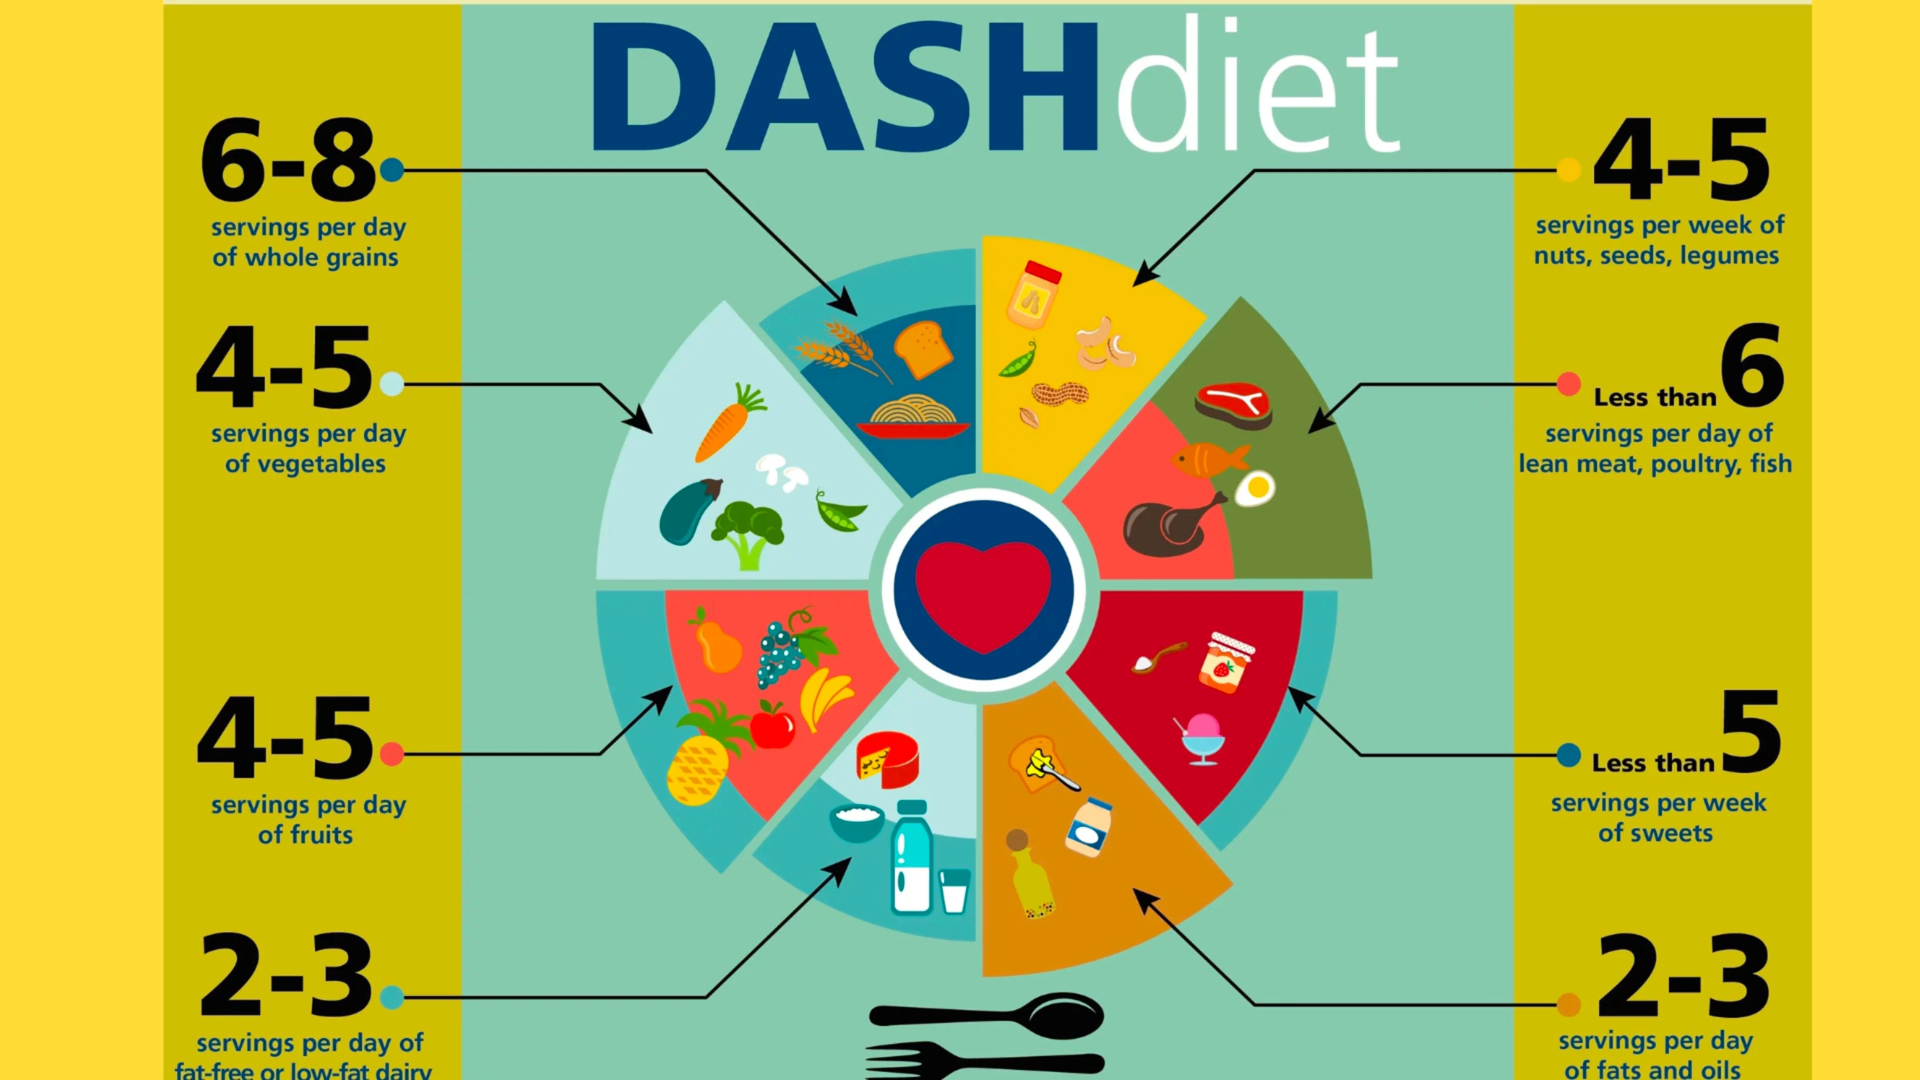 DASHdiet
6-8
servings per day
of whole grains
4-5
servings per day
of vegetables
4-5
servings per day
of fruits
2-3
servings per day of
fat-free or low-fat dairy
4-5
servings per week of
nuts, seeds, legumes
Less than 6
servings per day of
lean meat, poultry, fish
Less than 5
servings per week
of sweets
2-3
servings per day
of fats and oils